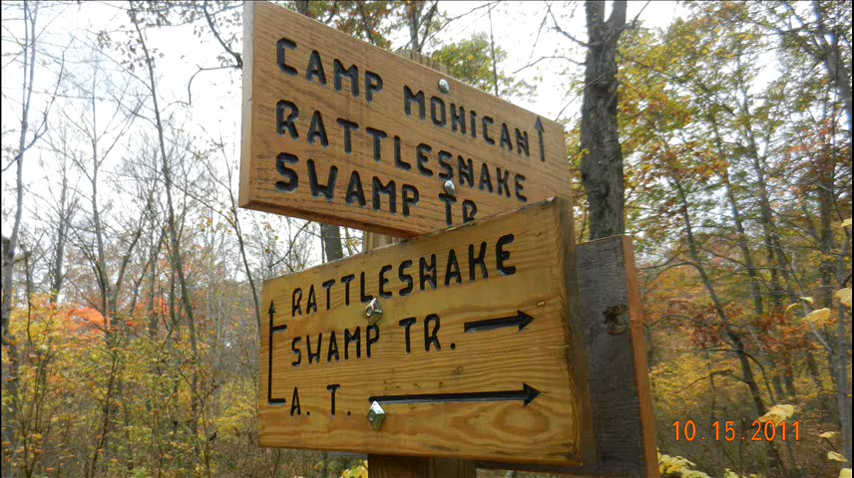 CAMP MOHICAN ↑
RATTLESNAKE
SWAMP TR
RATTLESNAKE
SWAMP TR. →
A. T. →
10.15.2011